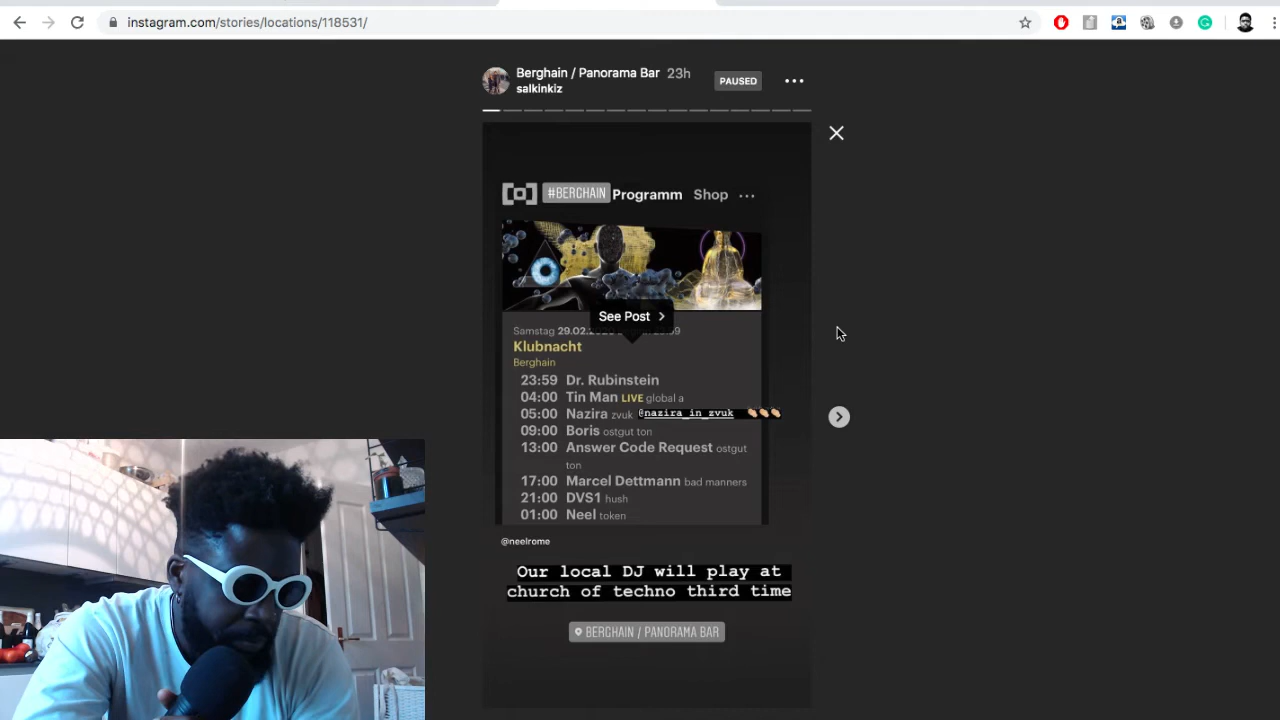 instagram.com/stories/locations/118531/
Berghain / Panorama Bar 23h
salkinkiz
PAUSED
#BERGHAIN Programm Shop
See Post
Samstag 29.02.
Klubnacht
Berghain
23:59 Dr. Rubinstein
04:00 Tin Man LIVE global a
05:00 Nazira zvuk @nazira_in_zvuk
09:00 Boris ostgut ton
13:00 Answer Code Request ostgut
ton
17:00 Marcel Dettmann bad manners
21:00 DVS1 hush
01:00 Neel token
@neelrome
Our local DJ will play at
church of techno third time
BERGHAIN / PANORAMA BAR